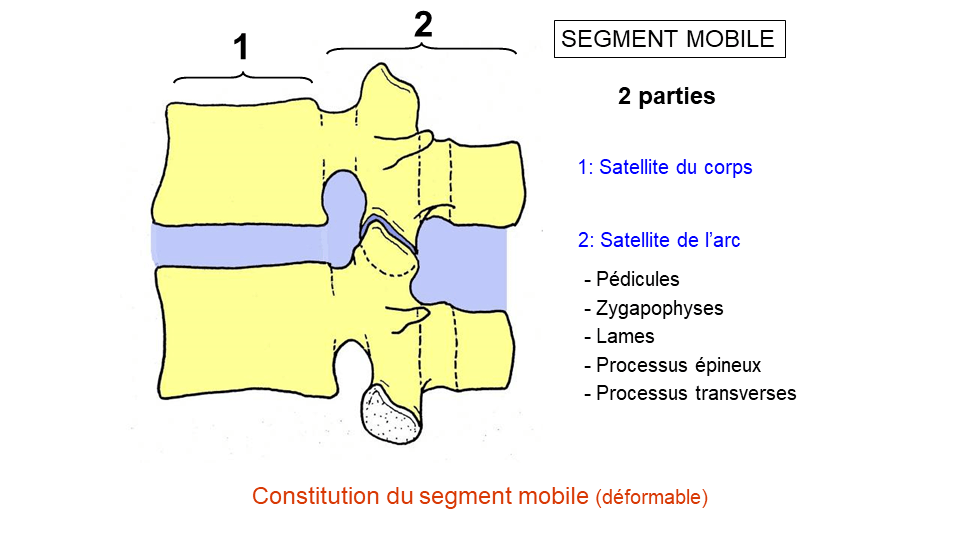 1
2
SEGMENT MOBILE
2 parties
1: Satellite du corps
2: Satellite de l’arc
- Pédicules
- Zygapophyses
- Lames
- Processus épineux
- Processus transverses
Constitution du segment mobile (déformable)